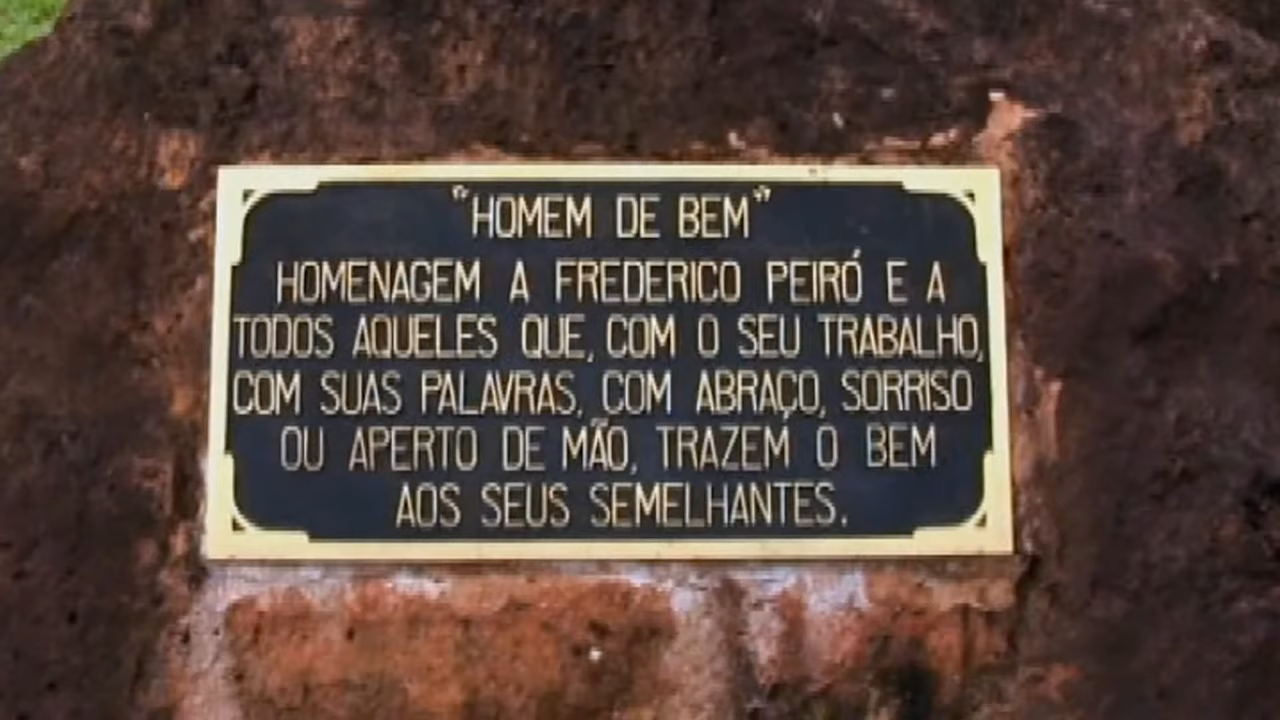 "HOMEM DE BEM"
HOMENAGEM A FREDERICO PEIRÓ E A
TODOS AQUELES QUE, COM O SEU TRABALHO,
COM SUAS PALAVRAS, COM ABRAÇO, SORRISO
OU APERTO DE MÃO, TRAZEM O BEM
AOS SEUS SEMELHANTES.